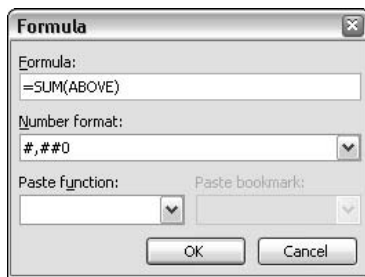 Formula
Formula:
=SUM(ABOVE)
Number format:
#,##0
Paste function: Paste bookmark:
OK Cancel